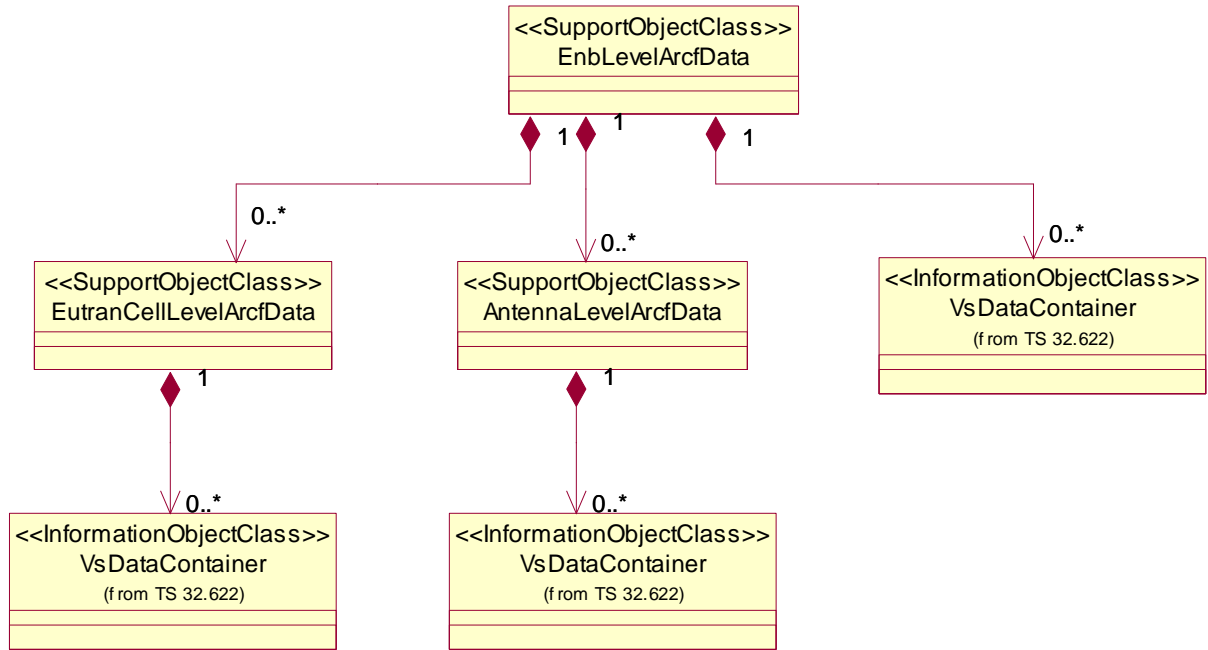 <<SupportObjectClass>>
EnbLevelArcfData
1
1
1
0..*
0..*
0..*
<<SupportObjectClass>>
EutranCellLevelArcfData
<<SupportObjectClass>>
AntennaLevelArcfData
<<InformationObjectClass>>
VsDataContainer
(from TS 32.622)
1
1
0..*
0..*
<<InformationObjectClass>>
VsDataContainer
(from TS 32.622)
<<InformationObjectClass>>
VsDataContainer
(from TS 32.622)